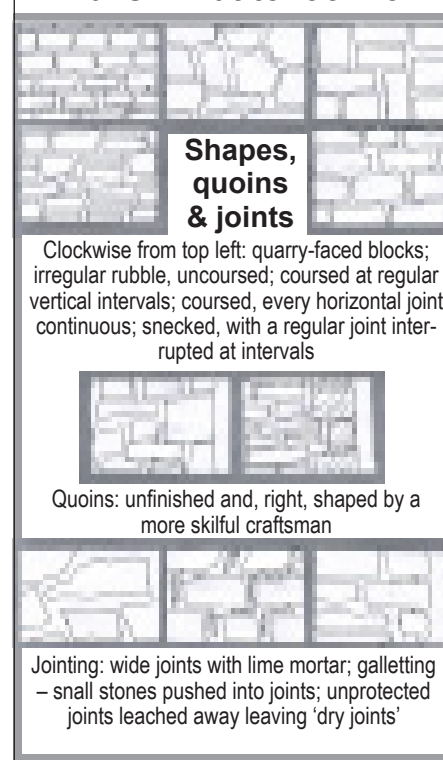 Shapes,
quoins
& joints
Clockwise from top left: quarry-faced blocks;
irregular rubble, uncoursed; coursed at regular
vertical intervals; coursed, every horizontal joint
continuous; snecked, with a regular joint inter-
rupted at intervals
Quoins: unfinished and, right, shaped by a
more skilful craftsman
Jointing: wide joints with lime mortar; galletting
– snall stones pushed into joints; unprotected
joints leached away leaving ‘dry joints’